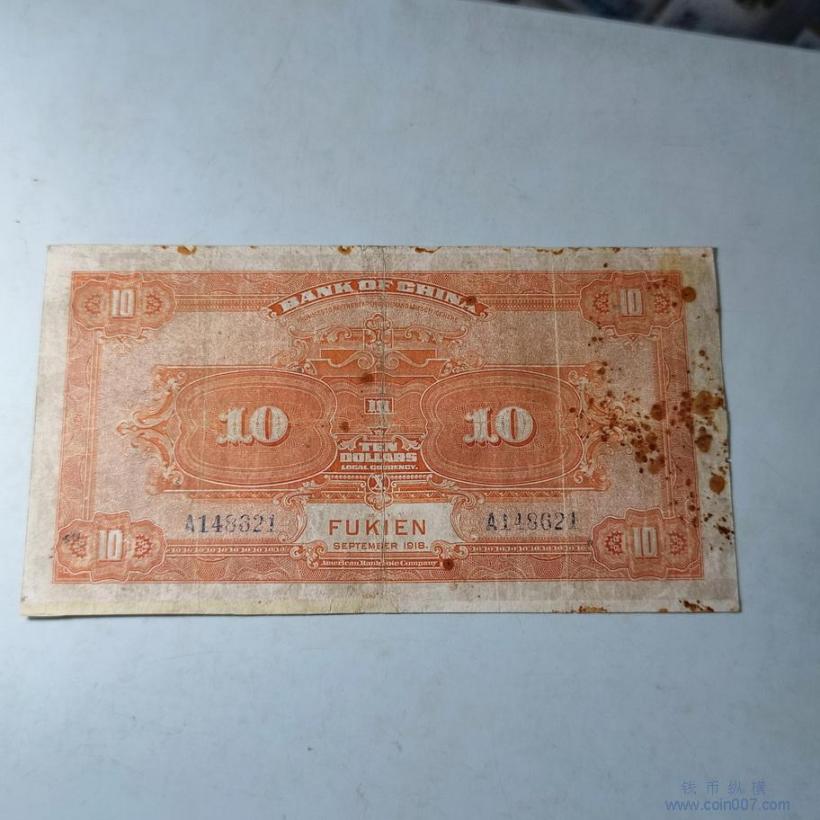 BANK OF CHINA
10 10
10 10
TEN
DOLLARS
LOCAL CURRENCY.
X
A148621 FUKIEN A148621
SEPTEMBER 1918.
10 10
American Bank Note Company.
钱币纵横
www.coin007.com